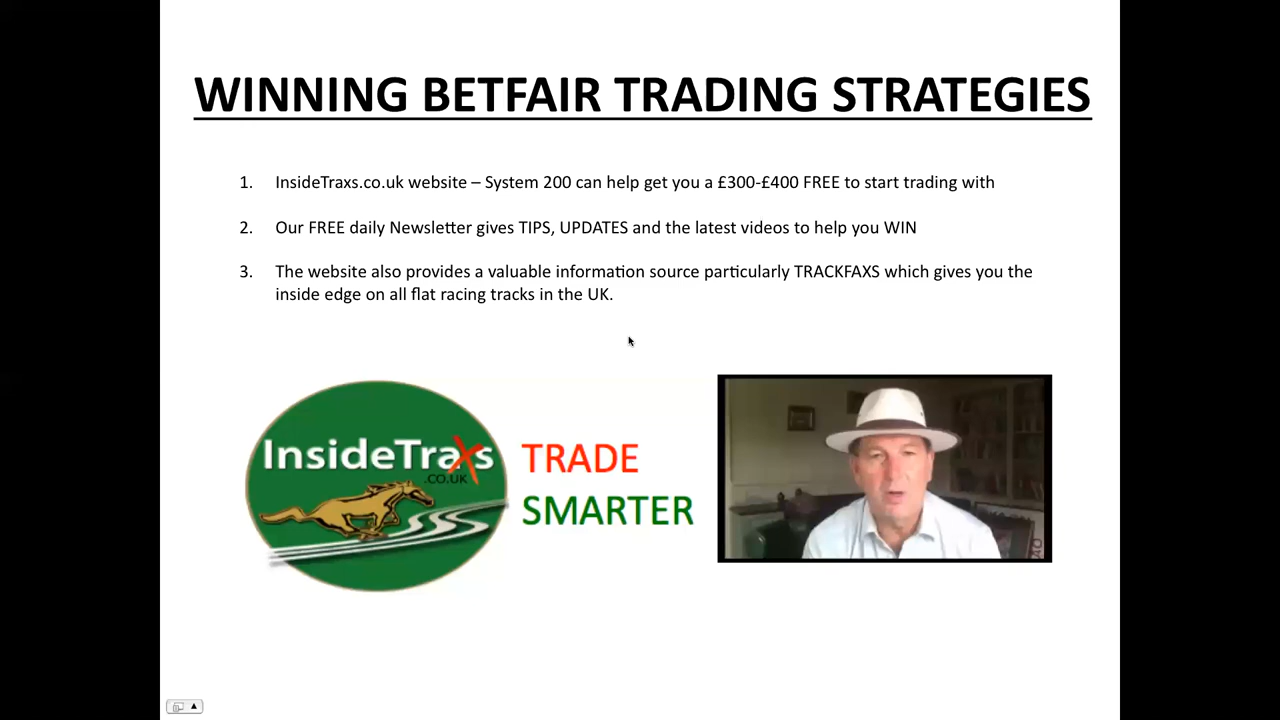 WINNING BETFAIR TRADING STRATEGIES
1. InsideTraxs.co.uk website – System 200 can help get you a £300-£400 FREE to start trading with
2. Our FREE daily Newsletter gives TIPS, UPDATES and the latest videos to help you WIN
3. The website also provides a valuable information source particularly TRACKFAXS which gives you the
inside edge on all flat racing tracks in the UK.
InsideTraxs
.CO.UK
TRADE
SMARTER